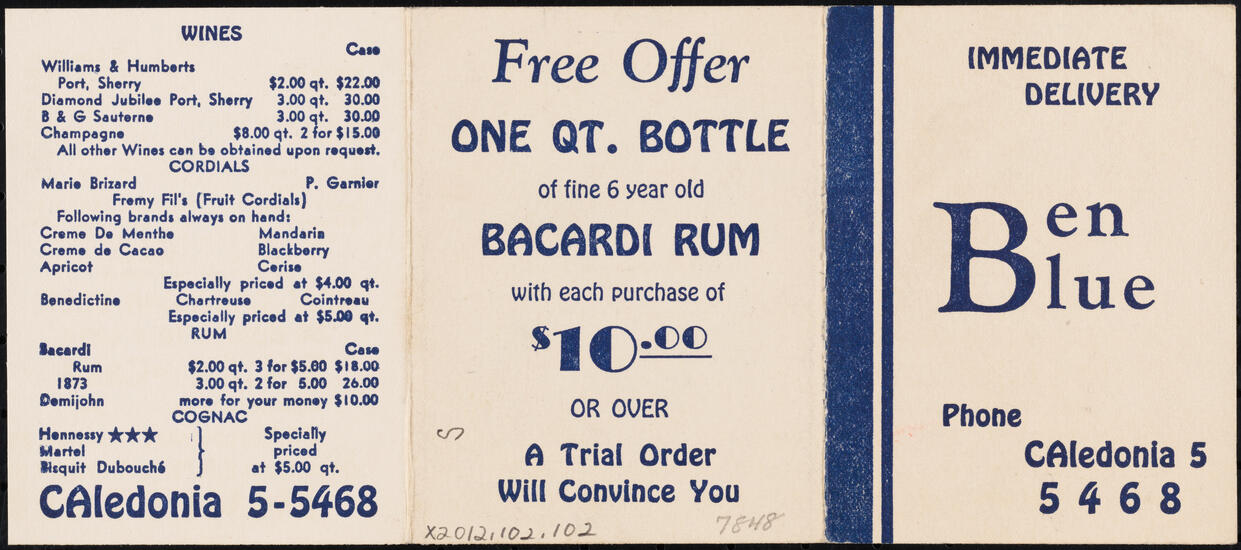 WINES
Case
Williams & Humberts
Port, Sherry $2.00 qt. $22.00
Diamond Jubilee Port, Sherry 3.00 qt. 30.00
B & G Sauterne 3.00 qt. 30.00
Champagne $8.00 qt. 2 for $15.00
All other Wines can be obtained upon request.
CORDIALS
Marie Brizard P. Garnier
Fremy Fil's (Fruit Cordials)
Following brands always on hand:
Creme De Menthe Mandarin
Creme de Cacao Blackberry
Apricot Cerise
Especially priced at $4.00 qt.
Benedictine Chartreuse Cointreau
Especially priced at $5.00 qt.
RUM
Bacardi Case
Rum $2.00 qt. 3 for $5.00 $18.00
1873 3.00 qt. 2 for 5.00 26.00
Demijohn more for your money $10.00
COGNAC
Hennessy ★★★ Specially
Martel priced
Bisquit Dubouché at $5.00 qt.
CAledonia 5-5468
Free Offer
ONE QT. BOTTLE
of fine 6 year old
BACARDI RUM
with each purchase of
$10.00
OR OVER
A Trial Order
Will Convince You
X2012.102.102
7848
IMMEDIATE
DELIVERY
Ben
Blue
Phone
CAledonia 5
5468